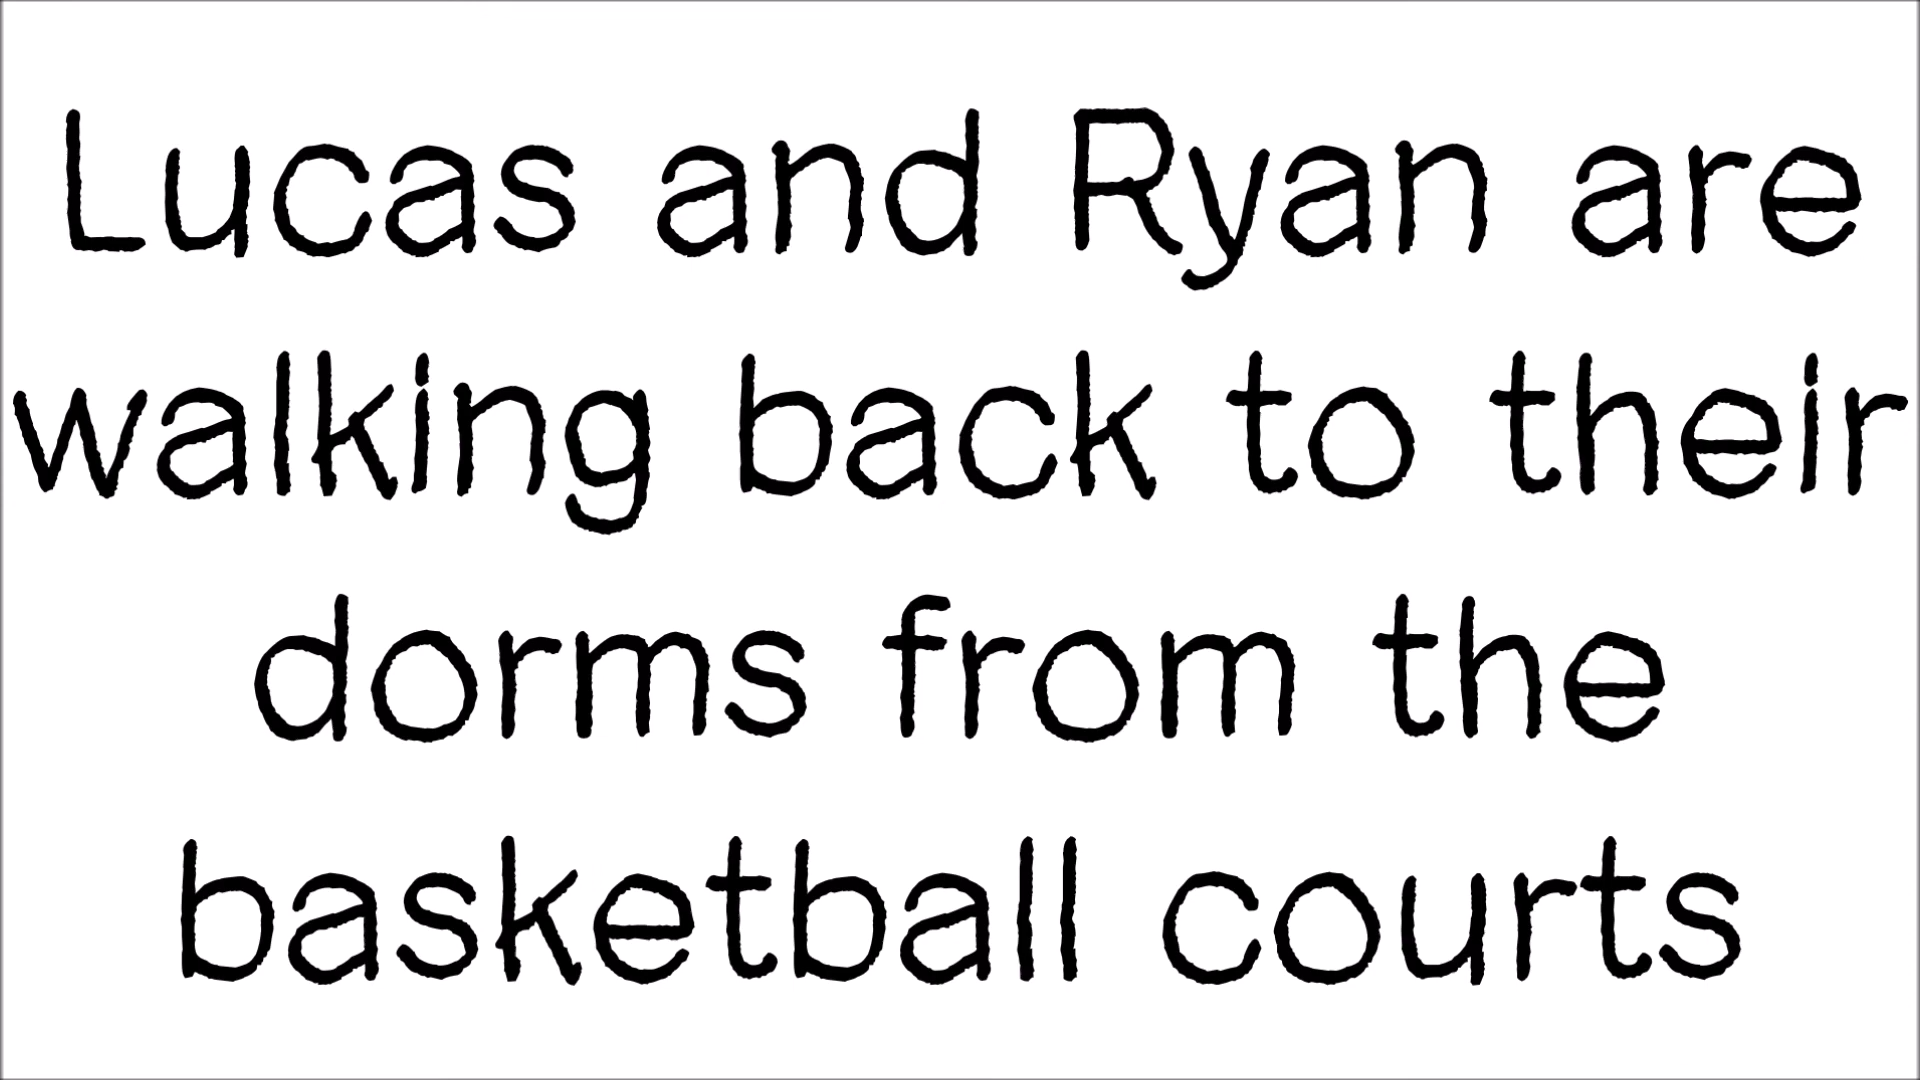 Lucas and Ryan are
walking back to their
dorms from the
basketball courts